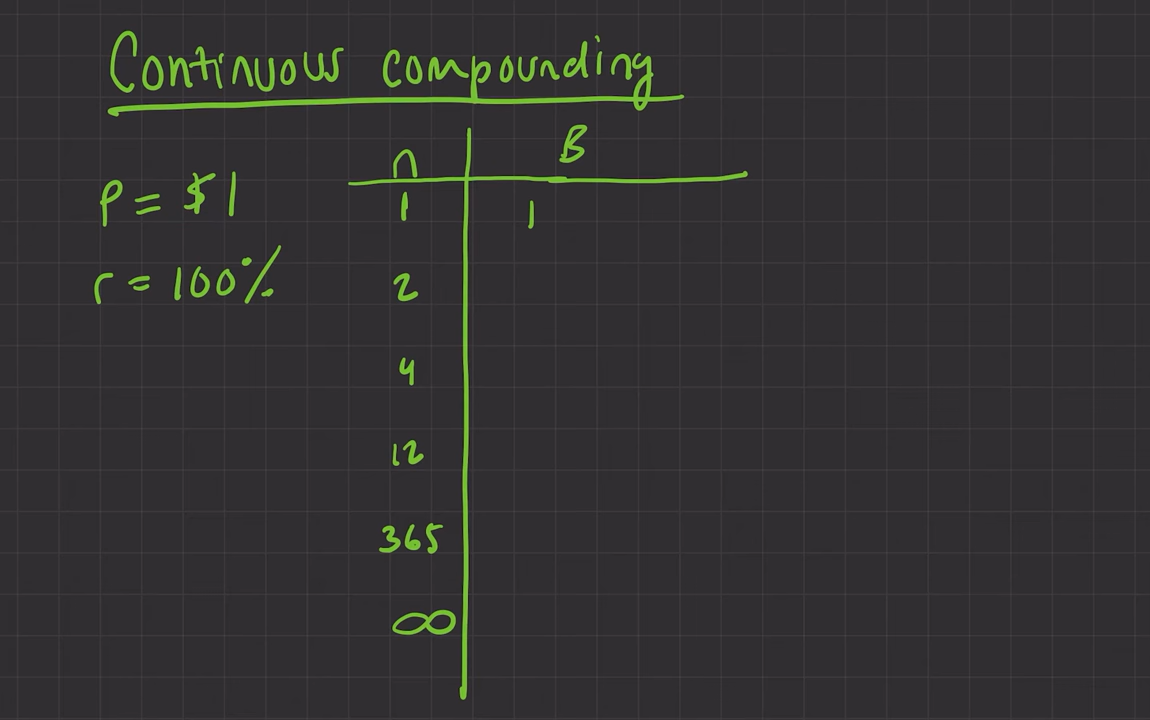 Continuous compounding
P = $1
r = 100%
n B
1 1
2
4
12
365
∞